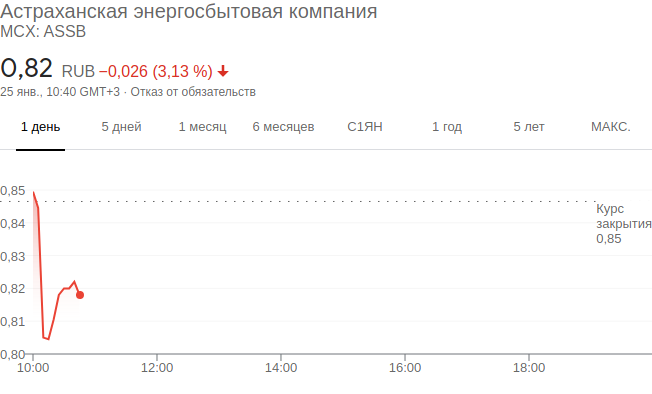 Астраханская энергосбытовая компания
MCX: ASSB
0,82 RUB −0,026 (3,13 %)
25 янв., 10:40 GMT+3 · Отказ от обязательств
1 день 5 дней 1 месяц 6 месяцев С1ЯН 1 год 5 лет МАКС.
0,85
Курс
закрытия
0,85
0,84
0,83
0,82
0,81
0,80
10:00 12:00 14:00 16:00 18:00